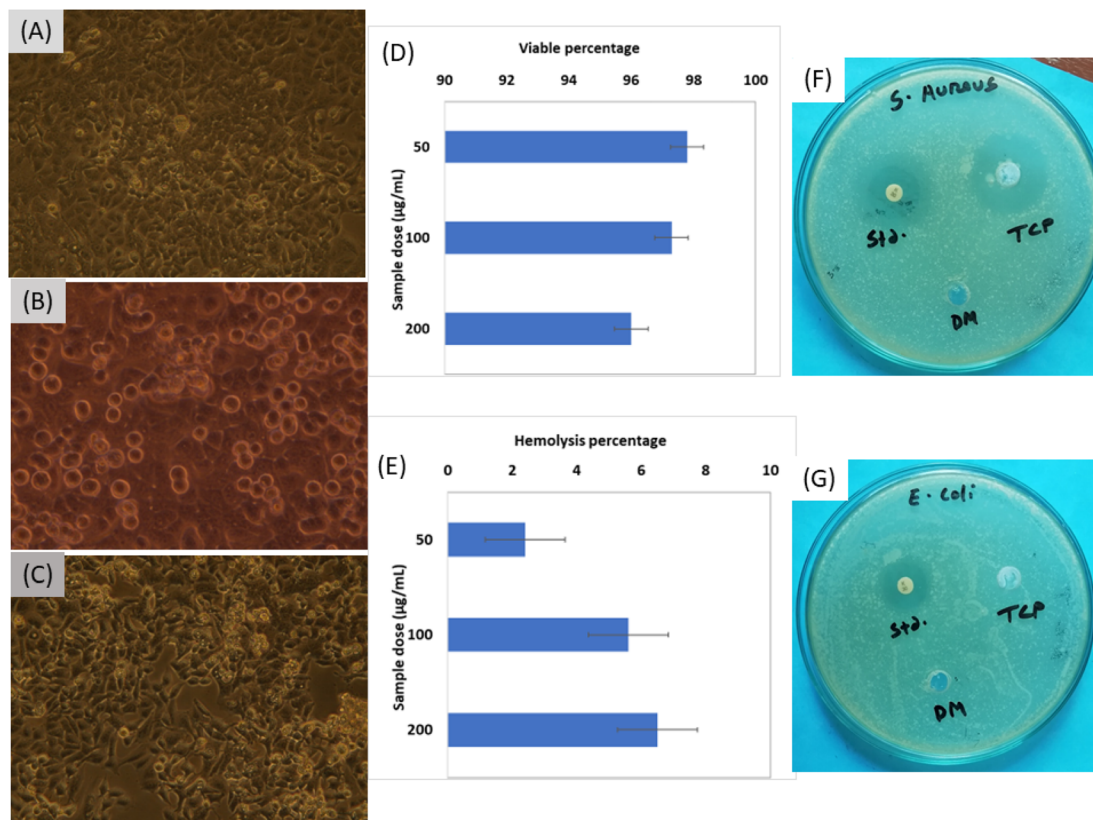 (A)
(B)
(C)
(D)
Viable percentage
90 92 94 96 98 100
Sample dose (µg/mL)
50
100
200
(E)
Hemolysis percentage
0 2 4 6 8 10
Sample dose (µg/mL)
50
100
200
(F)
S. Aurous
Std.
TCP
DM
(G)
E. coli
Std.
TCP
DM